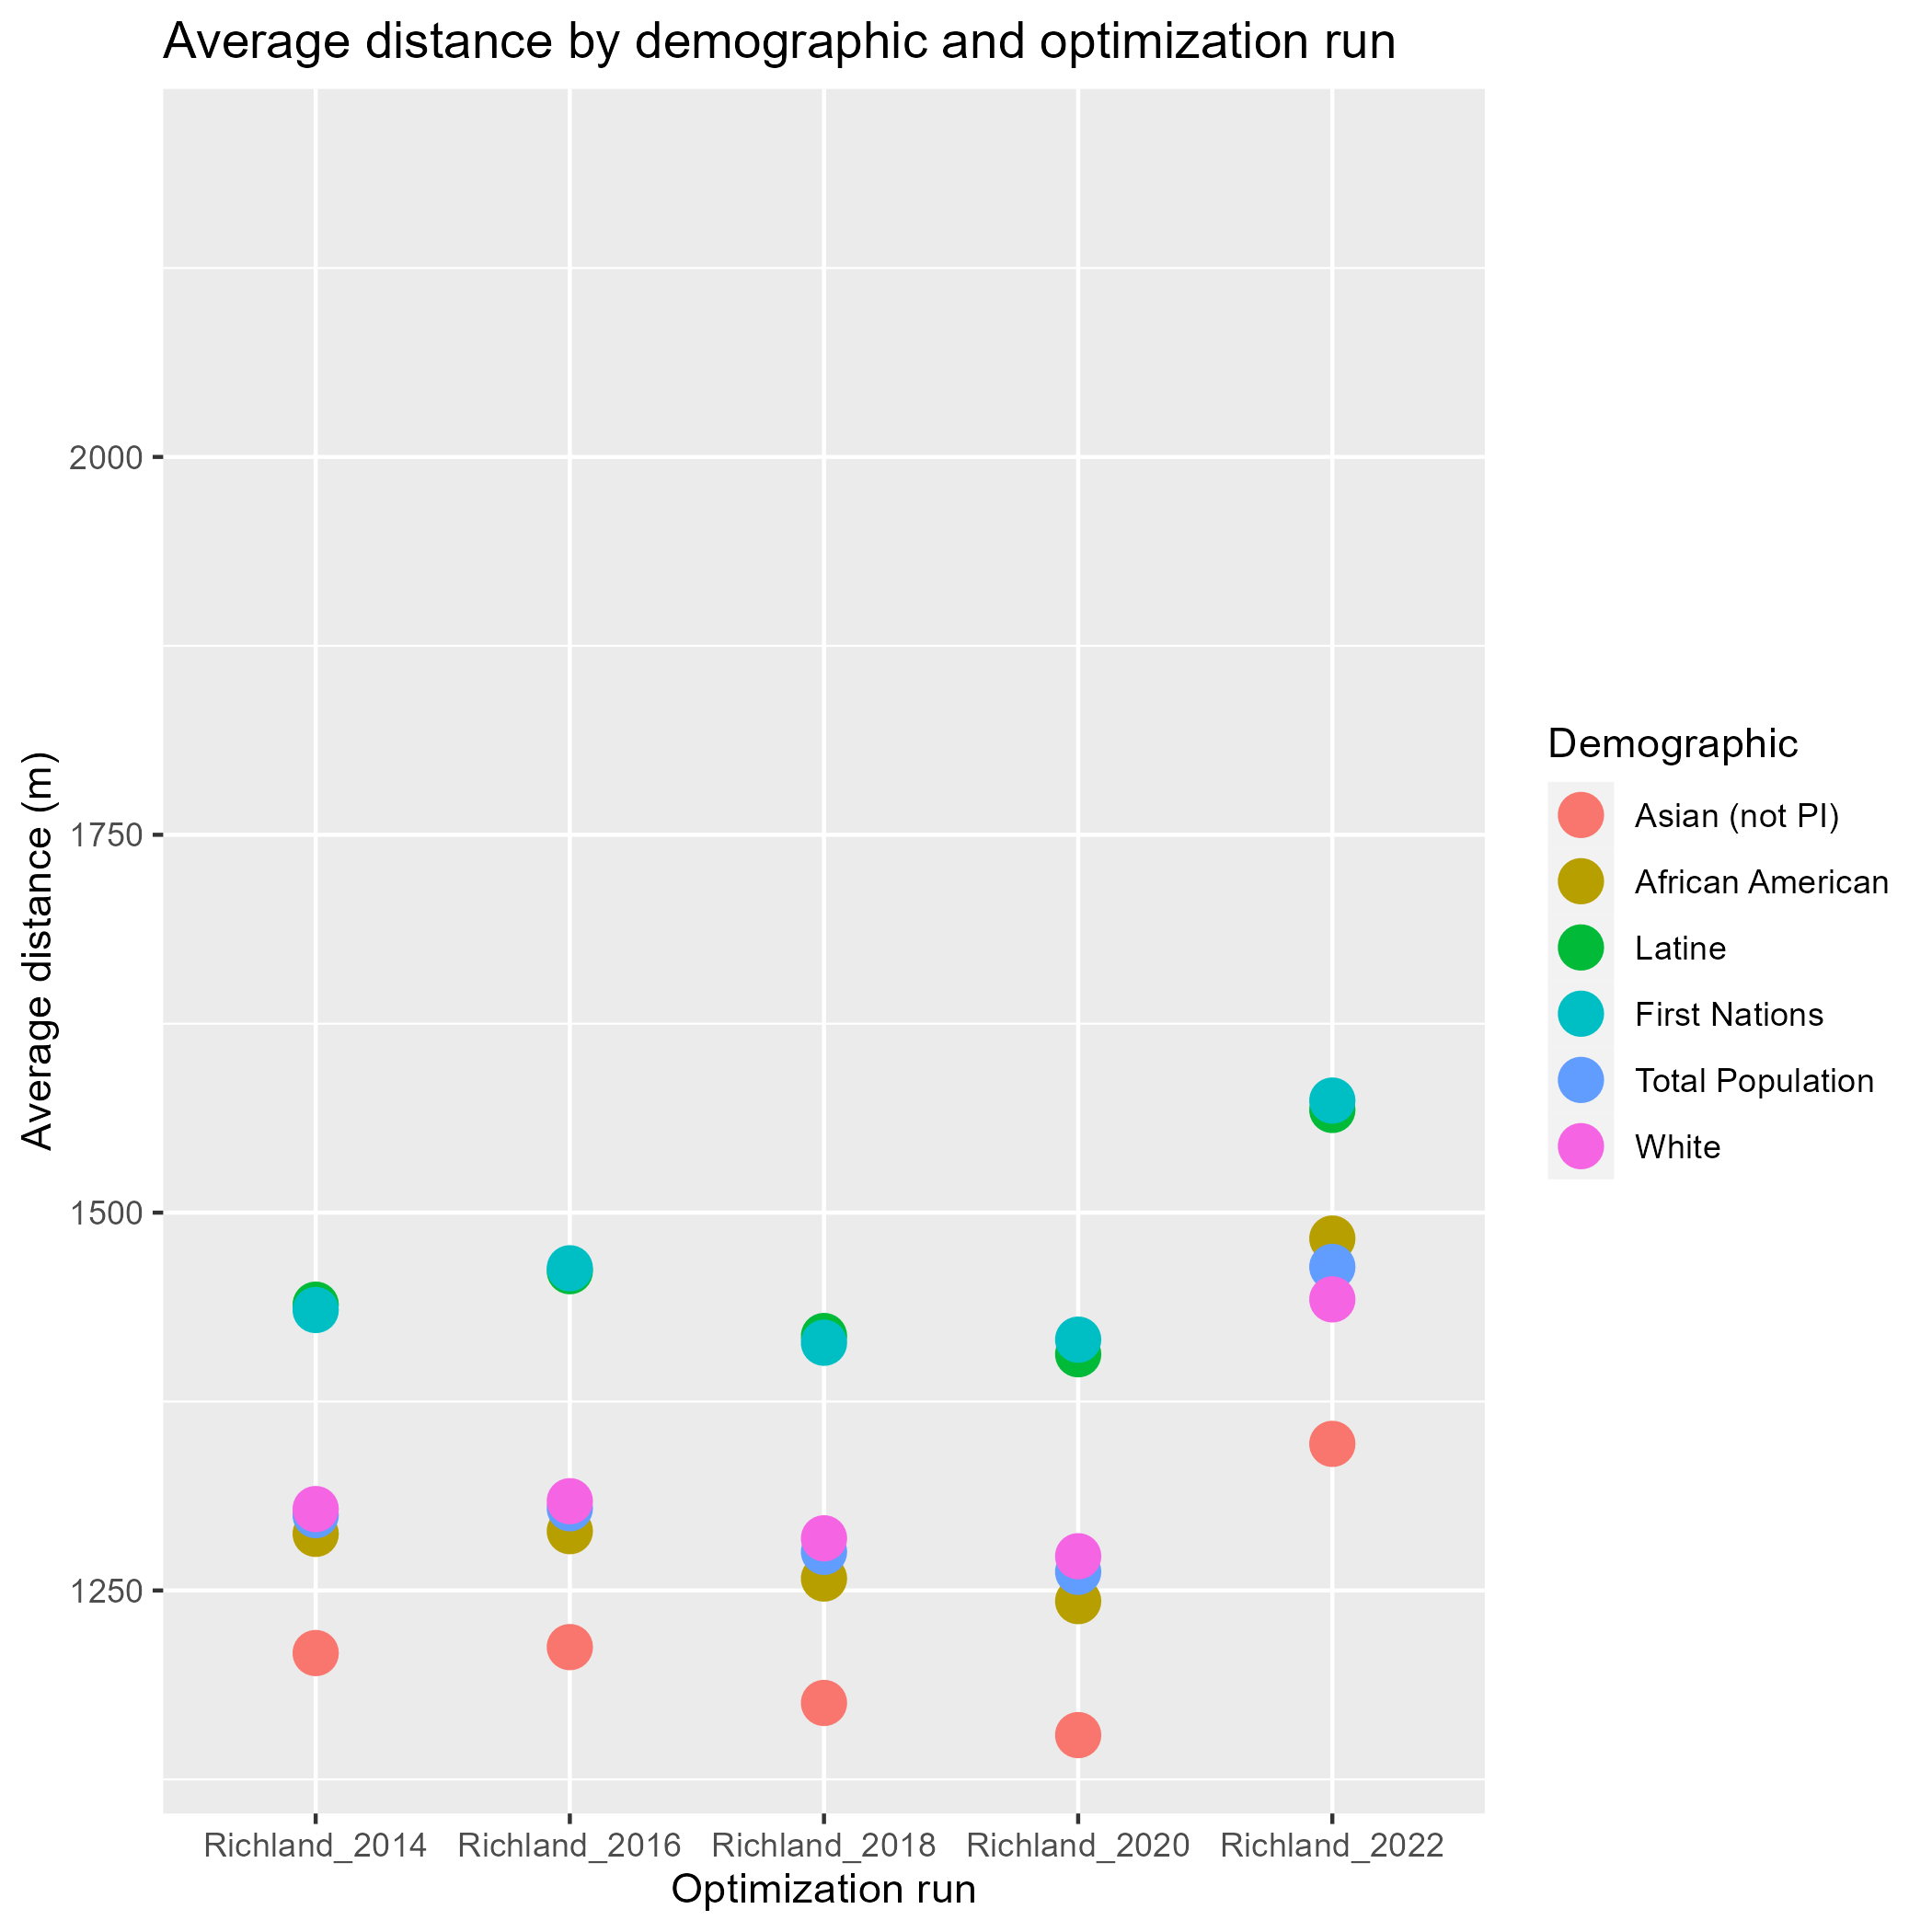 Average distance by demographic and optimization run
Average distance (m)
2000
1750
1500
1250
Richland_2014
Richland_2016
Richland_2018
Richland_2020
Richland_2022
Optimization run
Demographic
Asian (not PI)
African American
Latine
First Nations
Total Population
White